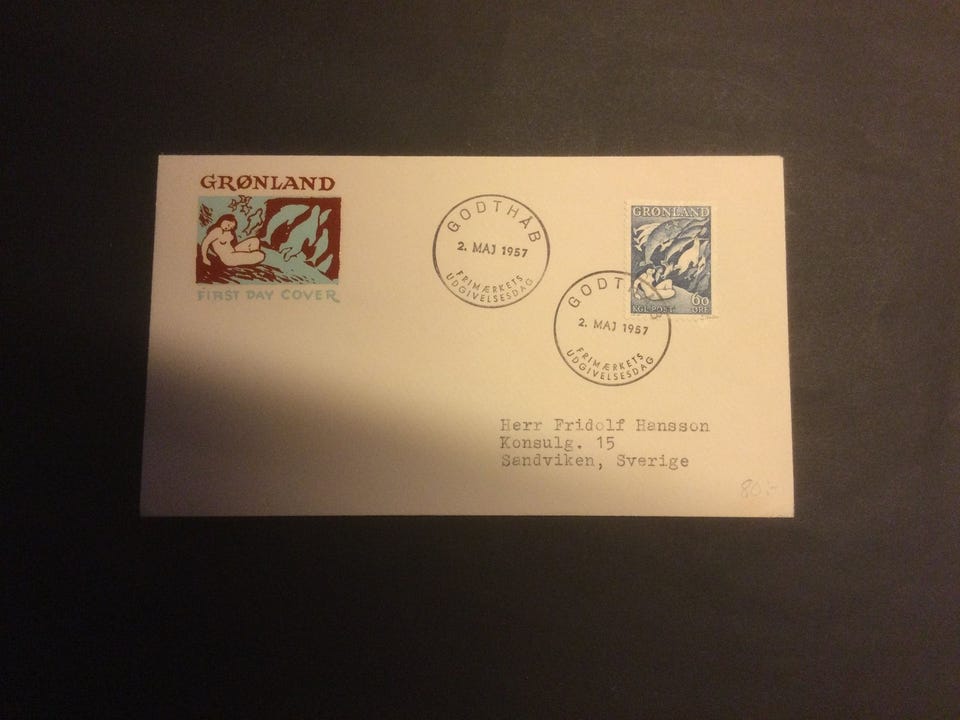 GRØNLAND
FIRST DAY COVER
GODTHÅB
2. MAJ 1957
FRIMÆRKETS
UDGIVELSESDAG
GRØNLAND
60
KGL POST
ØRE
GODTHÅB
2. MAJ 1957
FRIMÆRKETS
UDGIVELSESDAG
Herr Fridolf Hansson
Konsulg. 15
Sandviken, Sverige
80:-